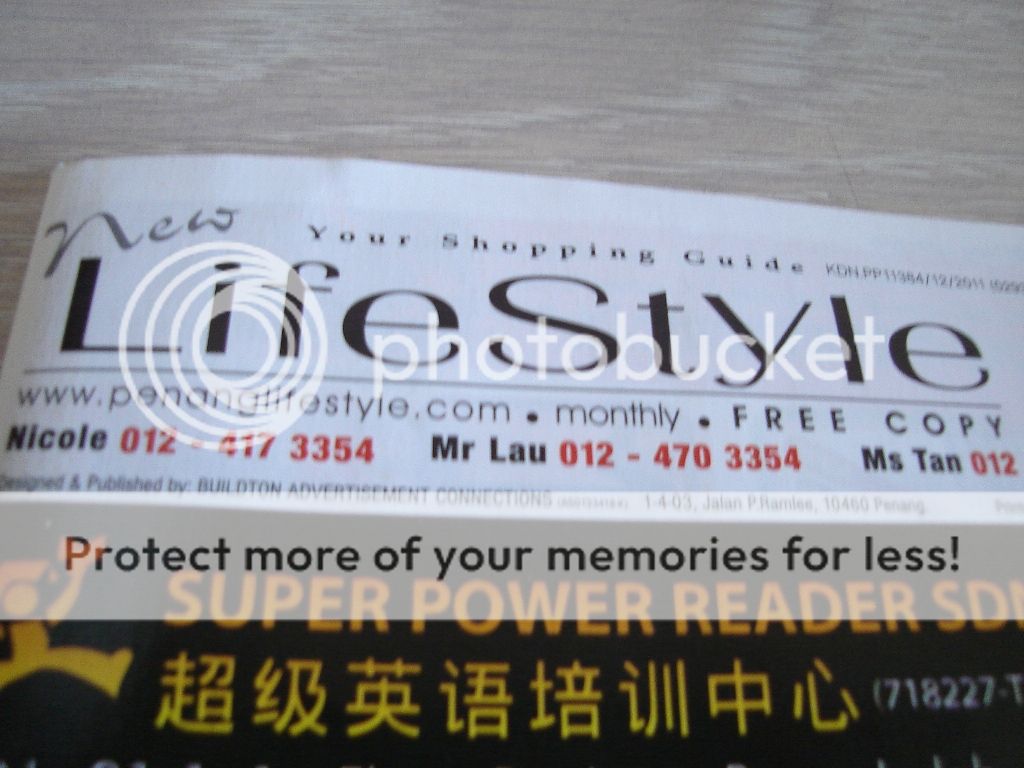 New
Your Shopping Guide
LifeStyle
photobucket
www.penanglifestyle.com • monthly • FREE COPY
Nicole 012 - 417 3354 Mr Lau 012 - 470 3354 Ms Tan 012
Designed & Published by: BUILDTON ADVERTISEMENT CONNECTIONS 1-4-03, Jalan P.Ramlee, 10460 Penang.
Protect more of your memories for less!
SUPER POWER READER SDN
超级英语培训中心 (718227-T